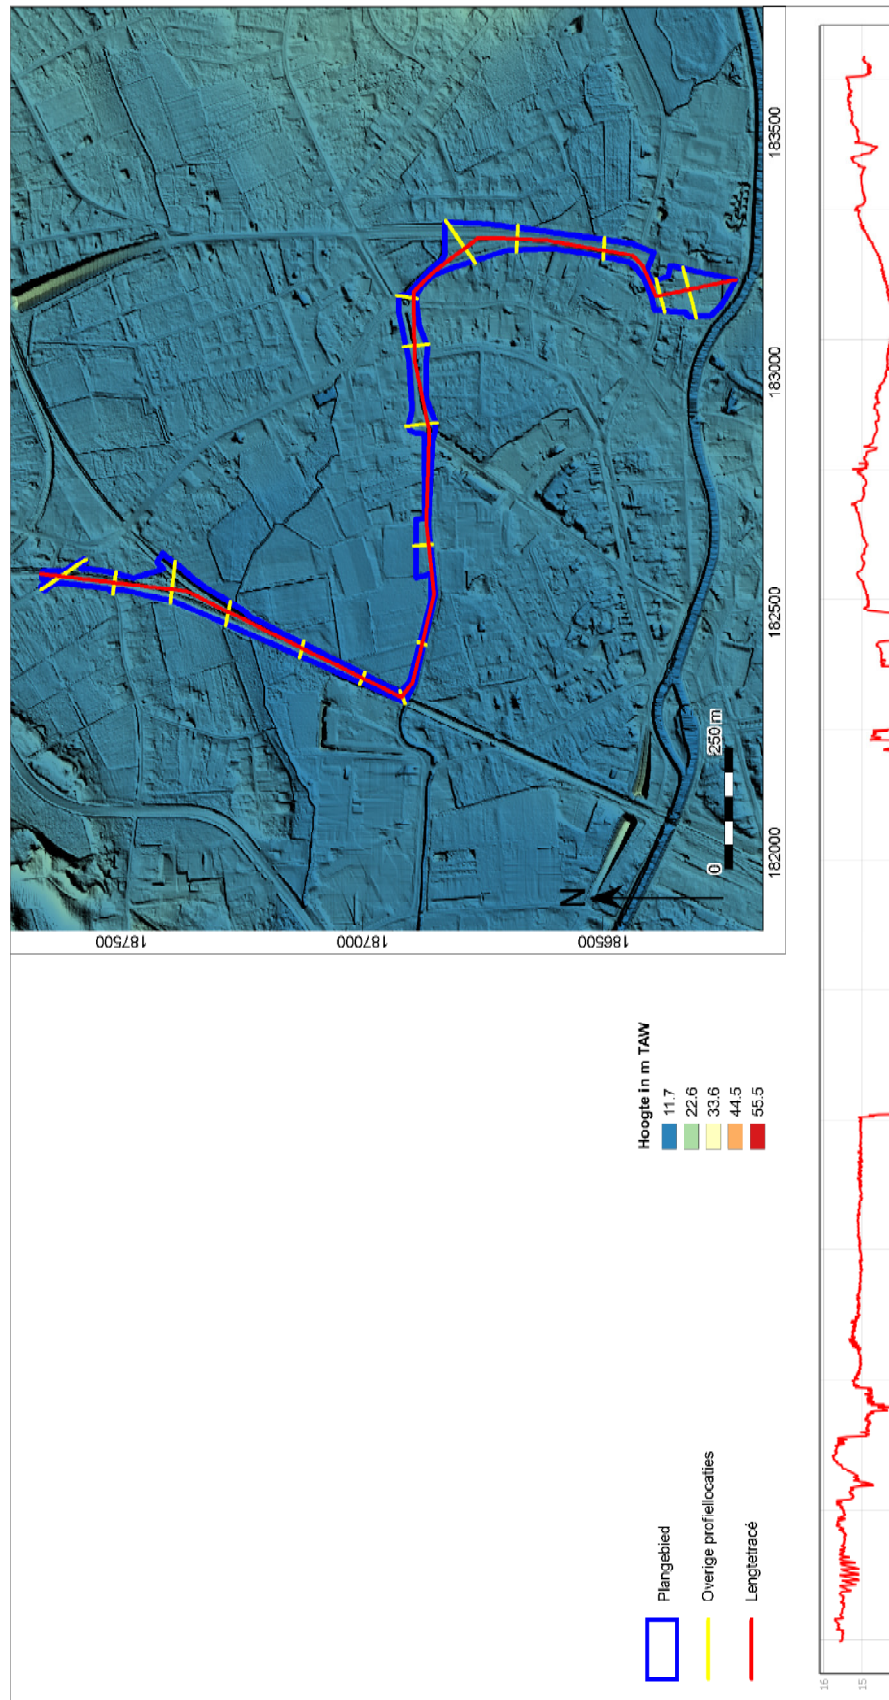 187500
187000
186500
182000
182500
183000
183500
N
0
250 m
Hoogte in m TAW
11.7
22.6
33.6
44.5
55.5
Plangebied
Overige profiellocaties
Lengtetracé
16
15